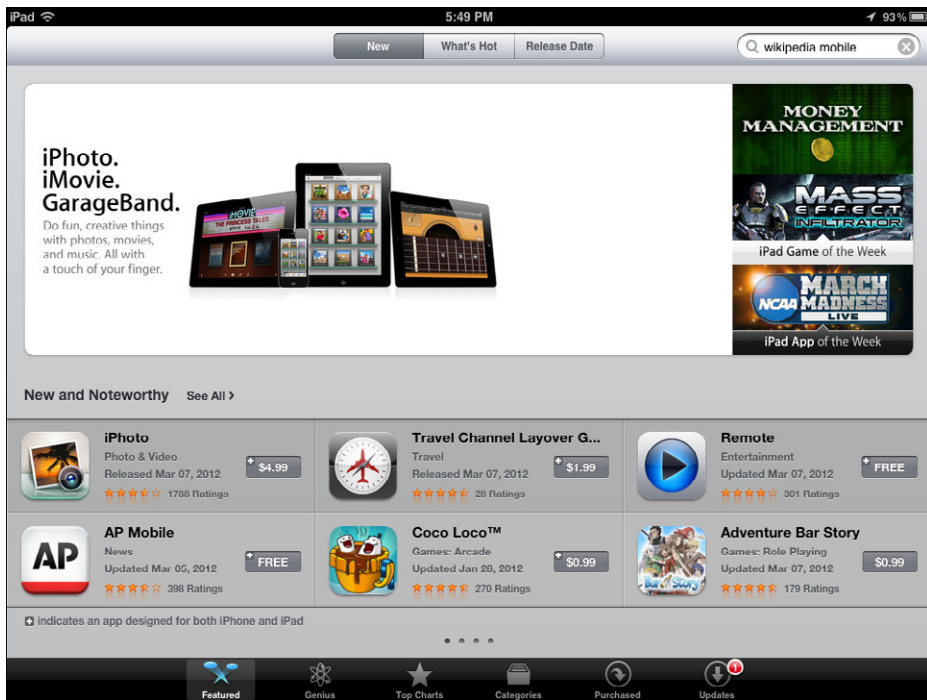 iPad
5:49 PM
93%
New
What's Hot
Release Date
wikipedia mobile
iPhoto.
iMovie.
GarageBand.
Do fun, creative things
with photos, movies,
and music. All with
a touch of your finger.
iMOVIE
THE PRINCESS TALES
MONEY
MANAGEMENT
MASS
EFFECT
INFILTRATOR
iPad Game of the Week
NCAA
MARCH
MADNESS
LIVE
iPad App of the Week
New and Noteworthy See All >
iPhoto
Photo & Video
Released Mar 07, 2012
1788 Ratings
+ $4.99
Travel Channel Layover G...
Travel
Released Mar 07, 2012
28 Ratings
+ $1.99
Remote
Entertainment
Updated Mar 07, 2012
301 Ratings
+ FREE
AP
AP Mobile
News
Updated Mar 05, 2012
398 Ratings
+ FREE
Coco Loco™
Games: Arcade
Updated Jan 28, 2012
270 Ratings
+ $0.99
Bar Story
Adventure Bar Story
Games: Role Playing
Updated Mar 07, 2012
179 Ratings
$0.99
+ indicates an app designed for both iPhone and iPad
Featured
Genius
Top Charts
Categories
Purchased
1
Updates